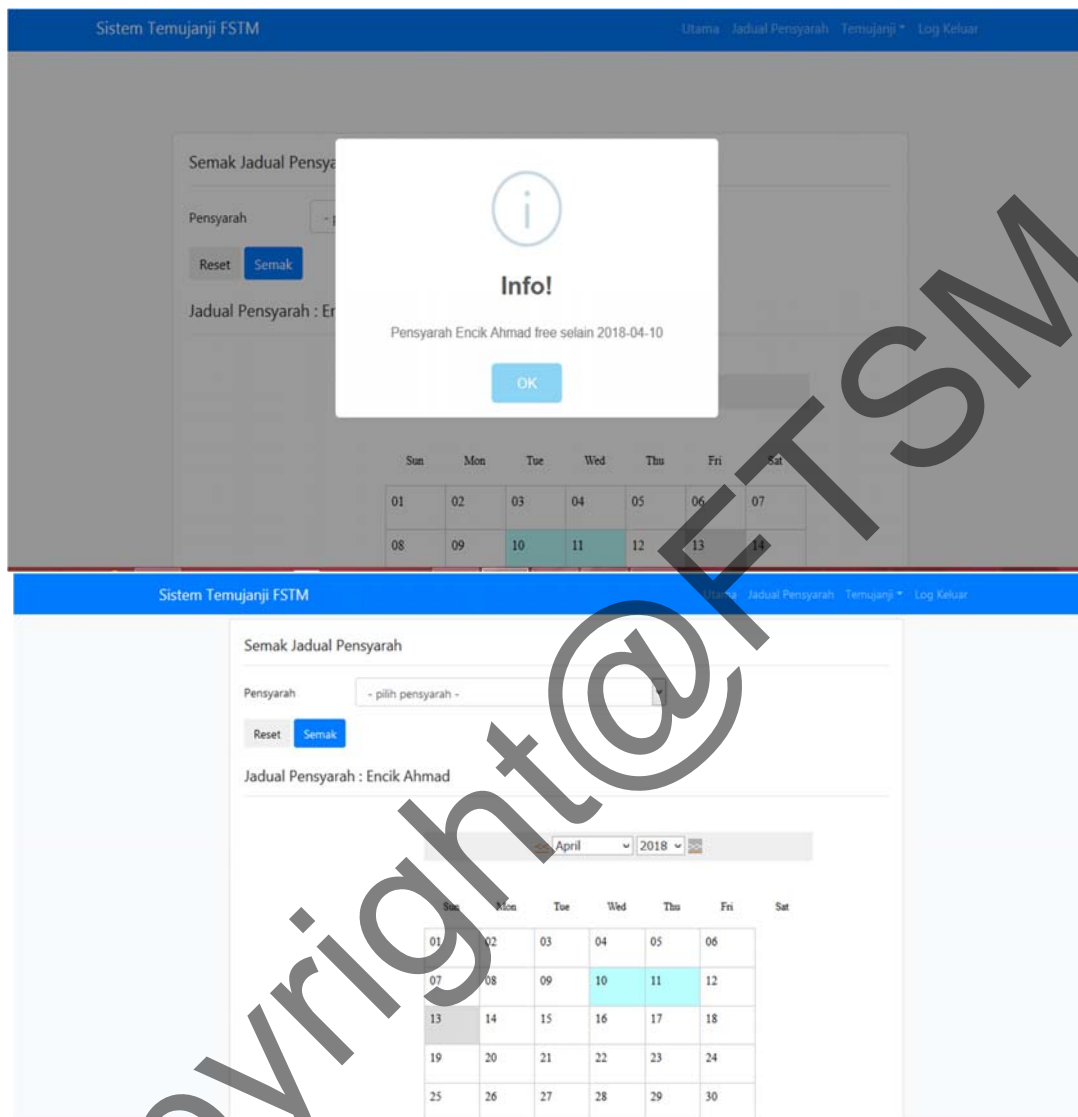 Sistem Temujanji FSTM Utama Jadual Pensyarah Temujanji Log Keluar
Semak Jadual Pensya
Pensyarah - p
Reset Semak
Jadual Pensyarah : En
i
Info!
Pensyarah Encik Ahmad free selain 2018-04-10
OK
Sun Mon Tue Wed Thu Fri Sat
01 02 03 04 05 06 07
08 09 10 11 12 13 14
Sistem Temujanji FSTM Utama Jadual Pensyarah Temujanji Log Keluar
Semak Jadual Pensyarah
Pensyarah - pilih pensyarah -
Reset Semak
Jadual Pensyarah : Encik Ahmad
<< April 2018 >>
Sun Mon Tue Wed Thu Fri Sat
01 02 03 04 05 06
07 08 09 10 11 12
13 14 15 16 17 18
19 20 21 22 23 24
25 26 27 28 29 30
pyright@FTSM